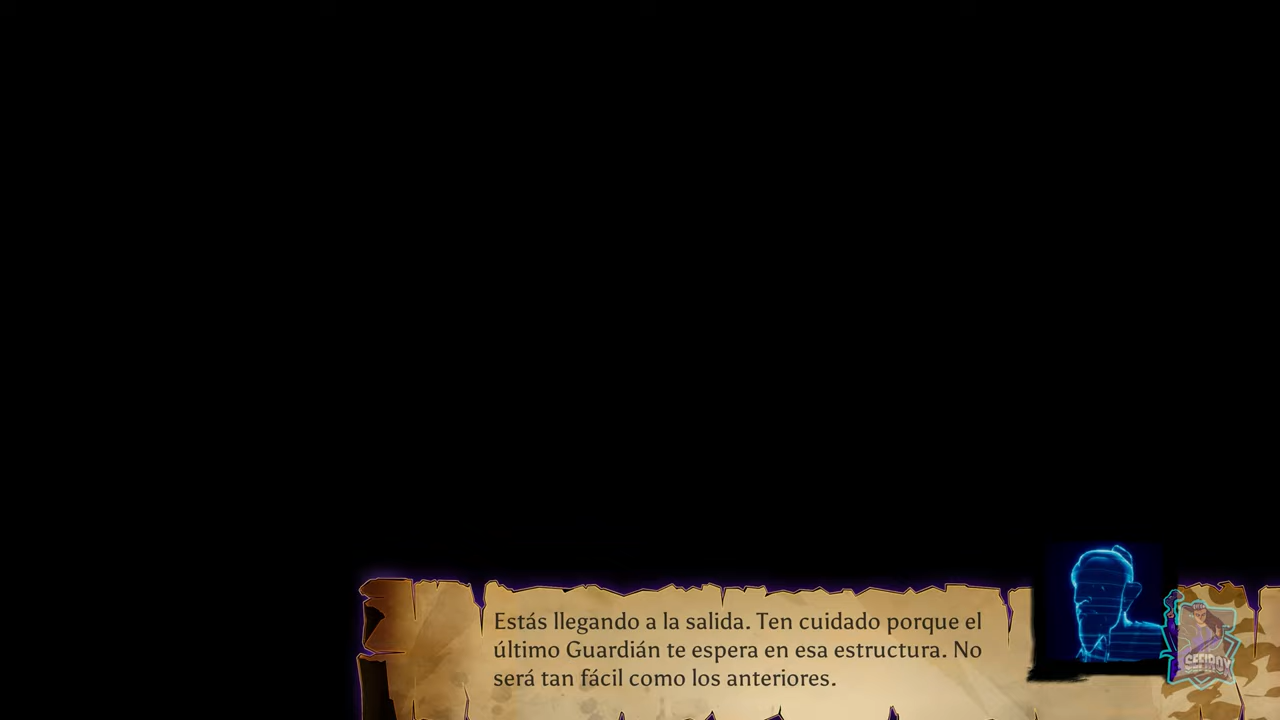 Estás llegando a la salida. Ten cuidado porque el
último Guardián te espera en esa estructura. No
será tan fácil como los anteriores.
SEFIROY